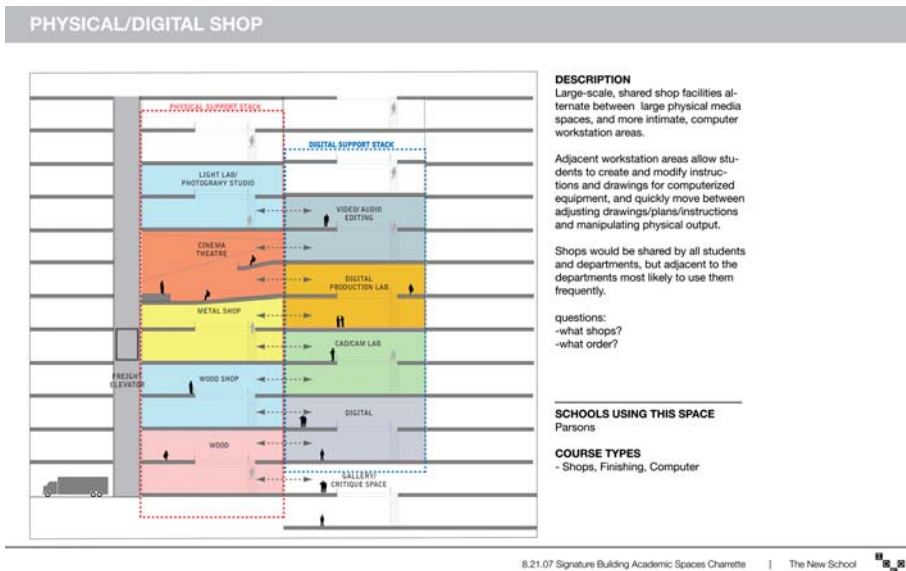 PHYSICAL/DIGITAL SHOP
PHYSICAL SUPPORT STACK
DIGITAL SUPPORT STACK
LIGHT LAB/
PHOTOGRAHY STUDIO
VIDEO/AUDIO
EDITING
CINEMA
THEATRE
DIGITAL
PRODUCTION LAB
METAL SHOP
CAD/CAM LAB
FREIGHT
ELEVATOR
WOOD SHOP
DIGITAL
WOOD
GALLERY/
CRITIQUE SPACE
DESCRIPTION
Large-scale, shared shop facilities al-
ternate between large physical media
spaces, and more intimate, computer
workstation areas.
Adjacent workstation areas allow stu-
dents to create and modify instruc-
tions and drawings for computerized
equipment, and quickly move between
adjusting drawings/plans/instructions
and manipulating physical output.
Shops would be shared by all students
and departments, but adjacent to the
departments most likely to use them
frequently.
questions:
-what shops?
-what order?
SCHOOLS USING THIS SPACE
Parsons
COURSE TYPES
- Shops, Finishing, Computer
8.21.07 Signature Building Academic Spaces Charrette | The New School